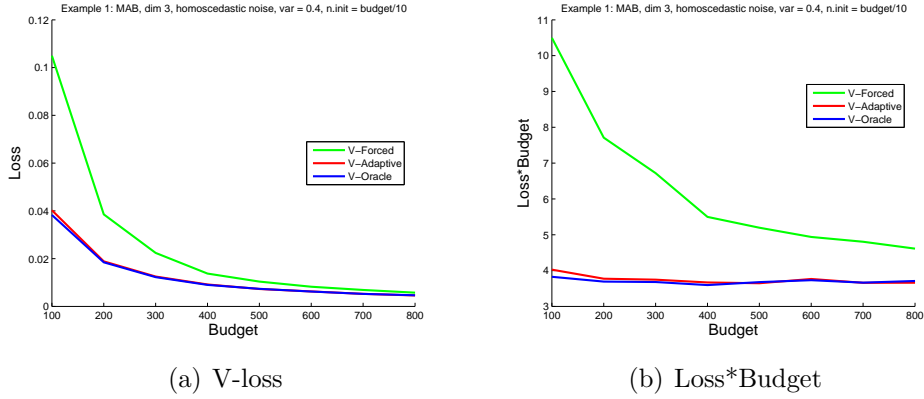 Example 1: MAB, dim 3, homoscedastic noise, var = 0.4, n.init = budget/10
0.12
0.1
0.08
0.06
0.04
0.02
0
Loss
V−Forced
V−Adaptive
V−Oracle
100 200 300 400 500 600 700 800
Budget
(a) V-loss
Example 1: MAB, dim 3, homoscedastic noise, var = 0.4, n.init = budget/10
11
10
9
8
7
6
5
4
3
Loss*Budget
V−Forced
V−Adaptive
V−Oracle
100 200 300 400 500 600 700 800
Budget
(b) Loss*Budget